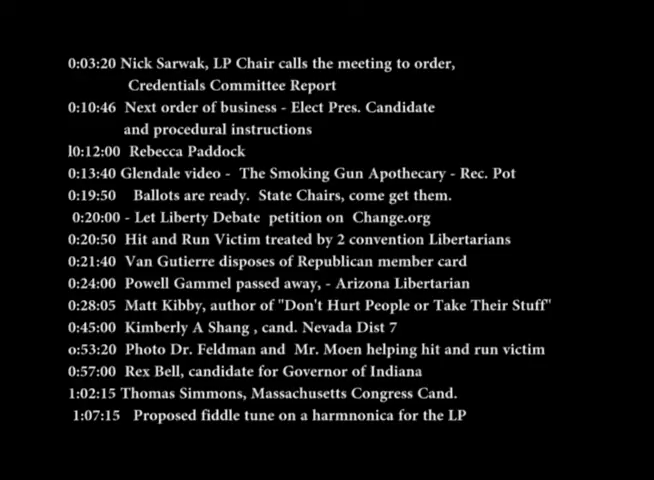 0:03:20 Nick Sarwak, LP Chair calls the meeting to order,
Credentials Committee Report
0:10:46 Next order of business - Elect Pres. Candidate
and procedural instructions
l0:12:00 Rebecca Paddock
0:13:40 Glendale video - The Smoking Gun Apothecary - Rec. Pot
0:19:50 Ballots are ready. State Chairs, come get them.
0:20:00 - Let Liberty Debate petition on Change.org
0:20:50 Hit and Run Victim treated by 2 convention Libertarians
0:21:40 Van Gutierre disposes of Republican member card
0:24:00 Powell Gammel passed away, - Arizona Libertarian
0:28:05 Matt Kibby, author of "Don't Hurt People or Take Their Stuff"
0:45:00 Kimberly A Shang , cand. Nevada Dist 7
o:53:20 Photo Dr. Feldman and Mr. Moen helping hit and run victim
0:57:00 Rex Bell, candidate for Governor of Indiana
1:02:15 Thomas Simmons, Massachusetts Congress Cand.
1:07:15 Proposed fiddle tune on a harmnonica for the LP